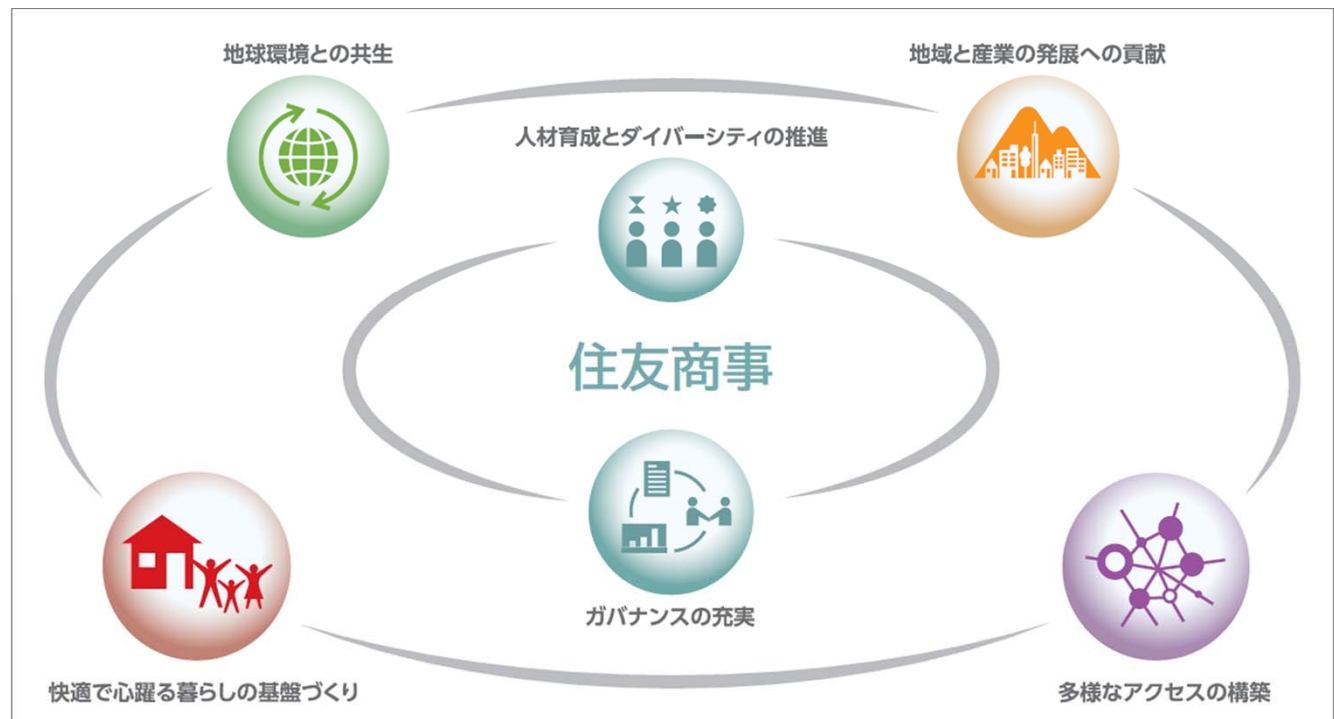 地球環境との共生
地域と産業の発展への貢献
人材育成とダイバーシティの推進
住友商事
ガバナンスの充実
快適で心躍る暮らしの基盤づくり
多様なアクセスの構築